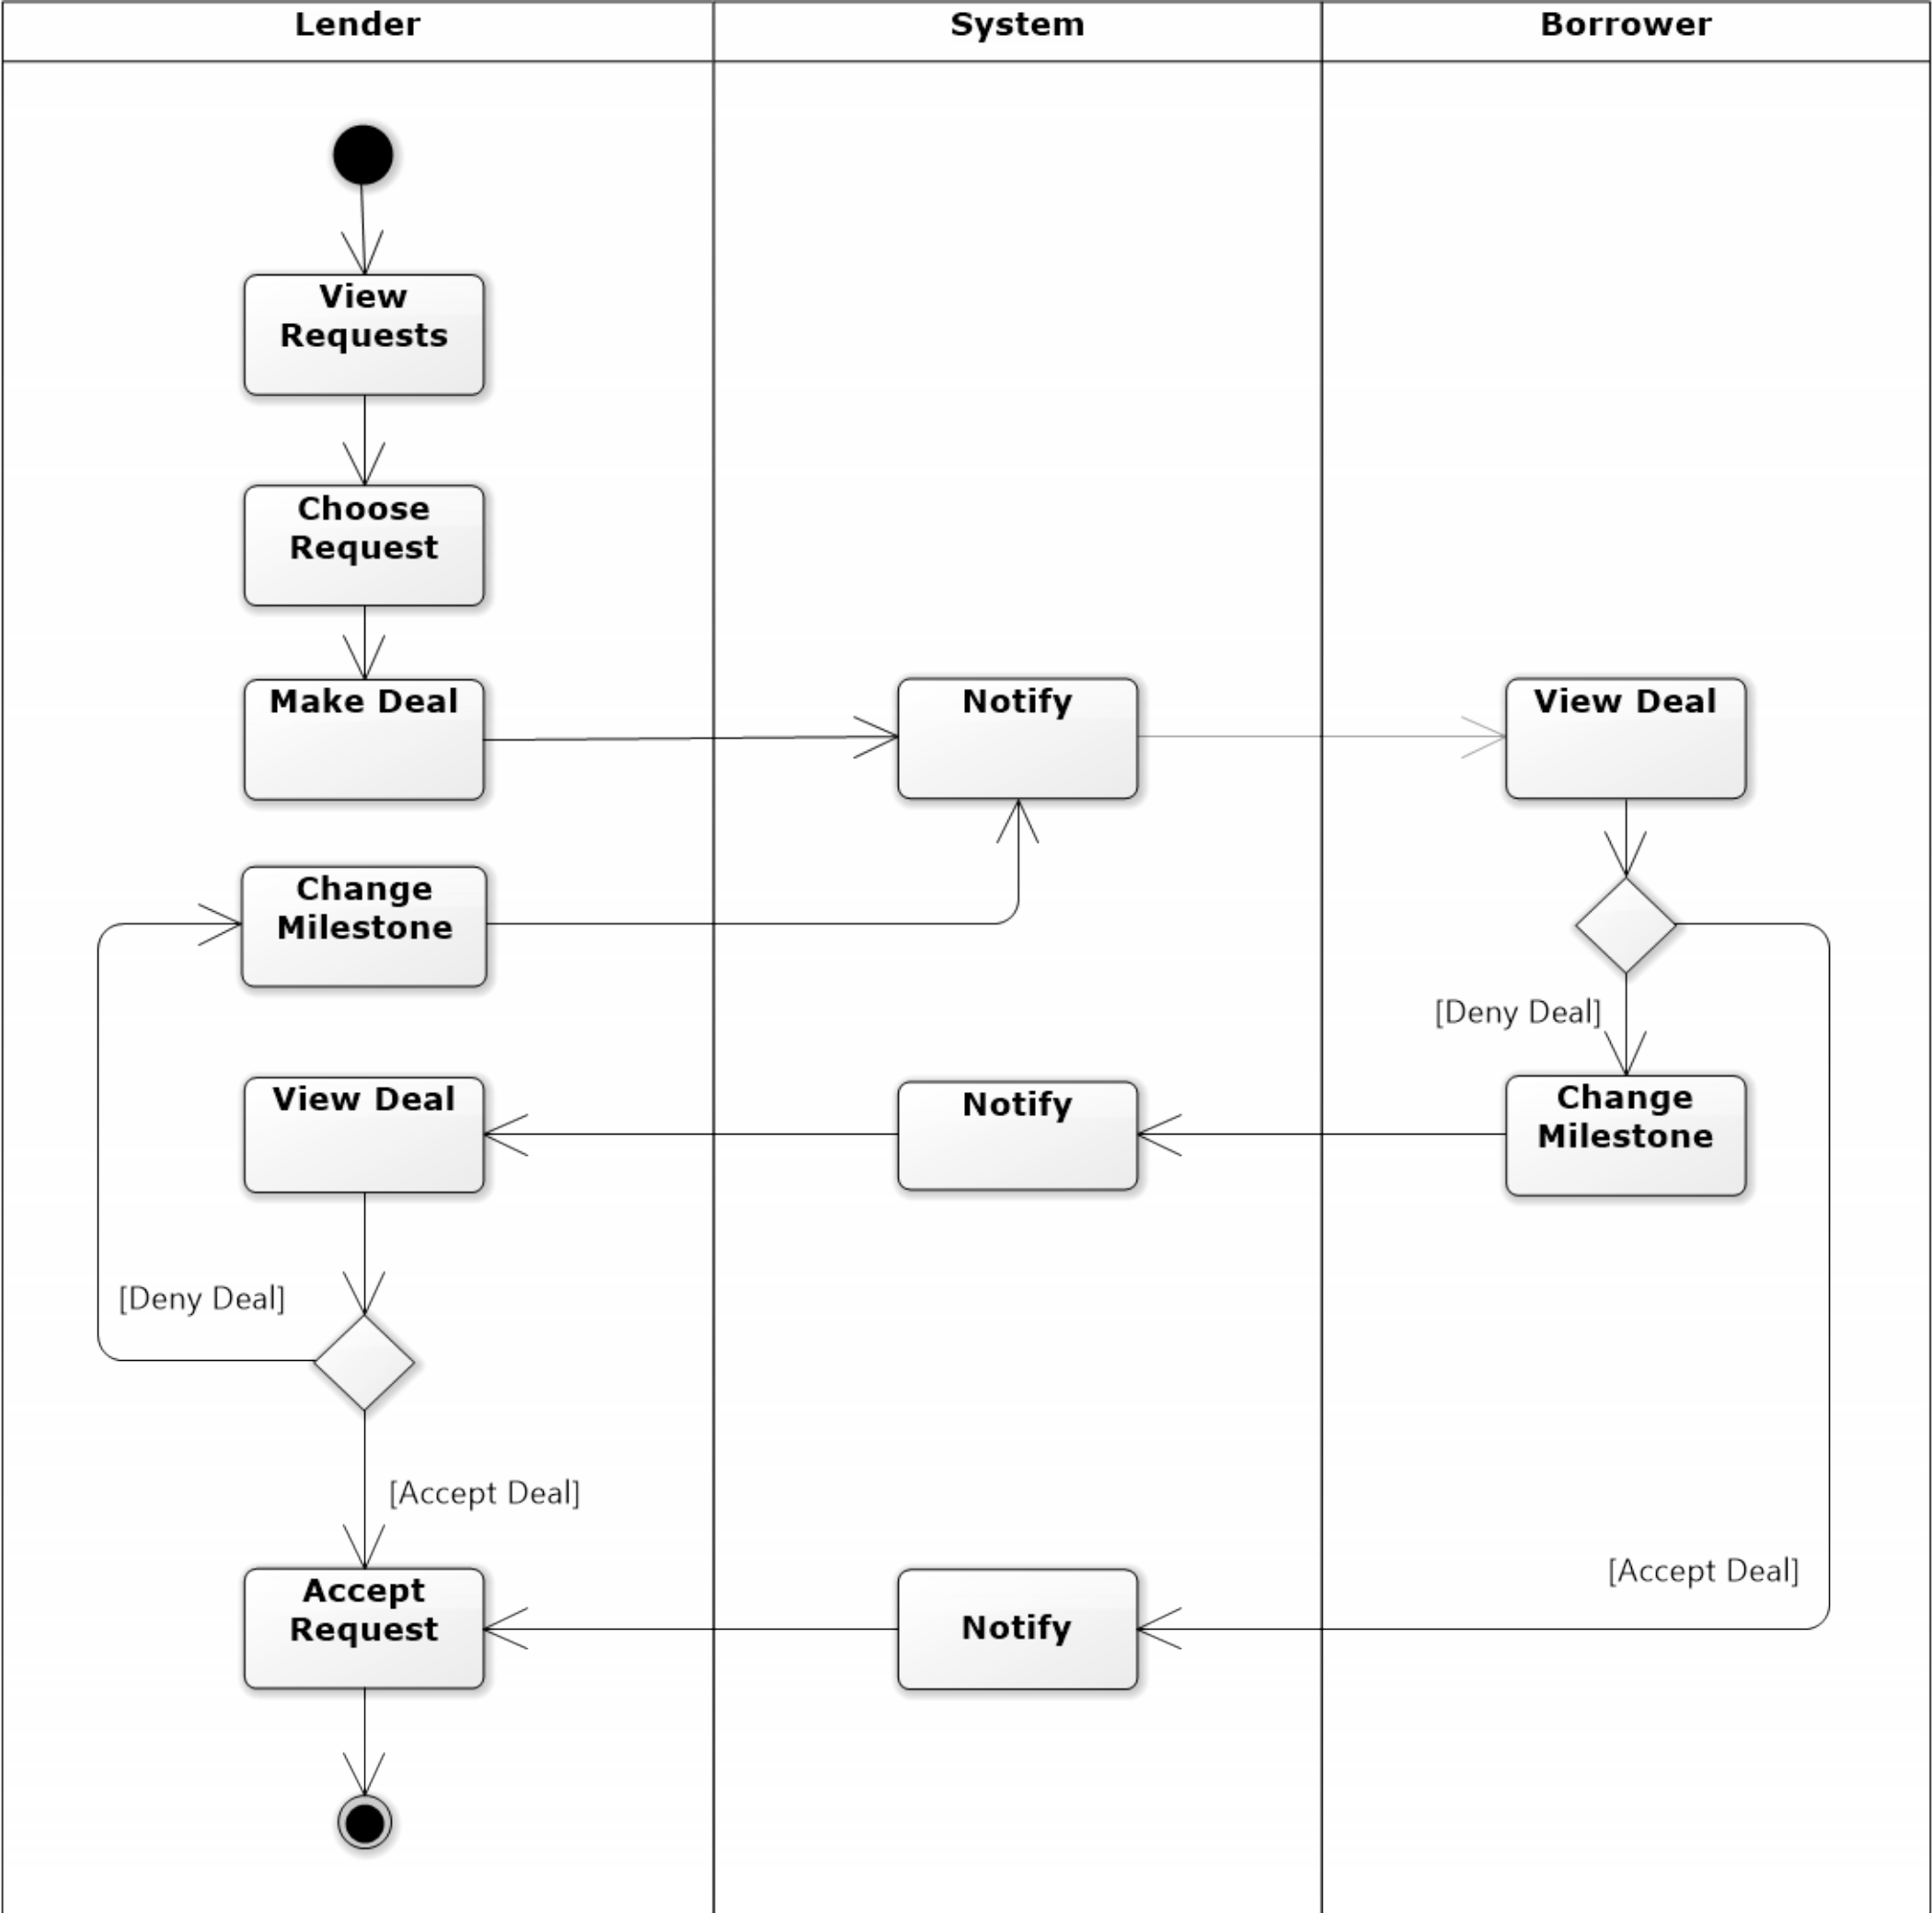 Lender
System
Borrower
View
Requests
Choose
Request
Make Deal
Notify
View Deal
Change
Milestone
[Deny Deal]
View Deal
Notify
Change
Milestone
[Deny Deal]
[Accept Deal]
[Accept Deal]
Accept
Request
Notify